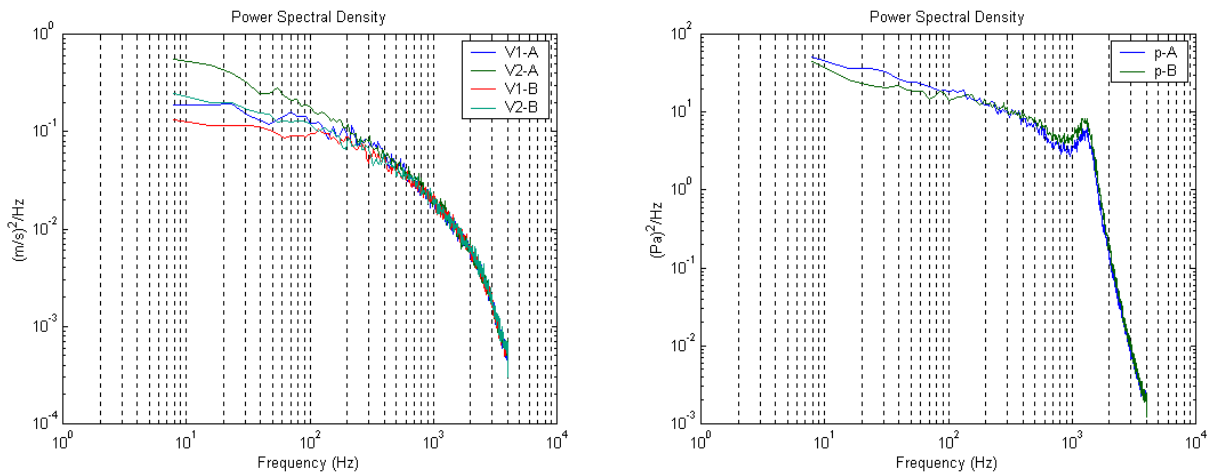 Power Spectral Density
10^0
10^-1
10^-2
10^-3
10^-4
(m/s)^2/Hz
V1-A
V2-A
V1-B
V2-B
10^0 10^1 10^2 10^3 10^4
Frequency (Hz)
Power Spectral Density
10^2
10^1
10^0
10^-1
10^-2
10^-3
(Pa)^2/Hz
p-A
p-B
10^0 10^1 10^2 10^3 10^4
Frequency (Hz)